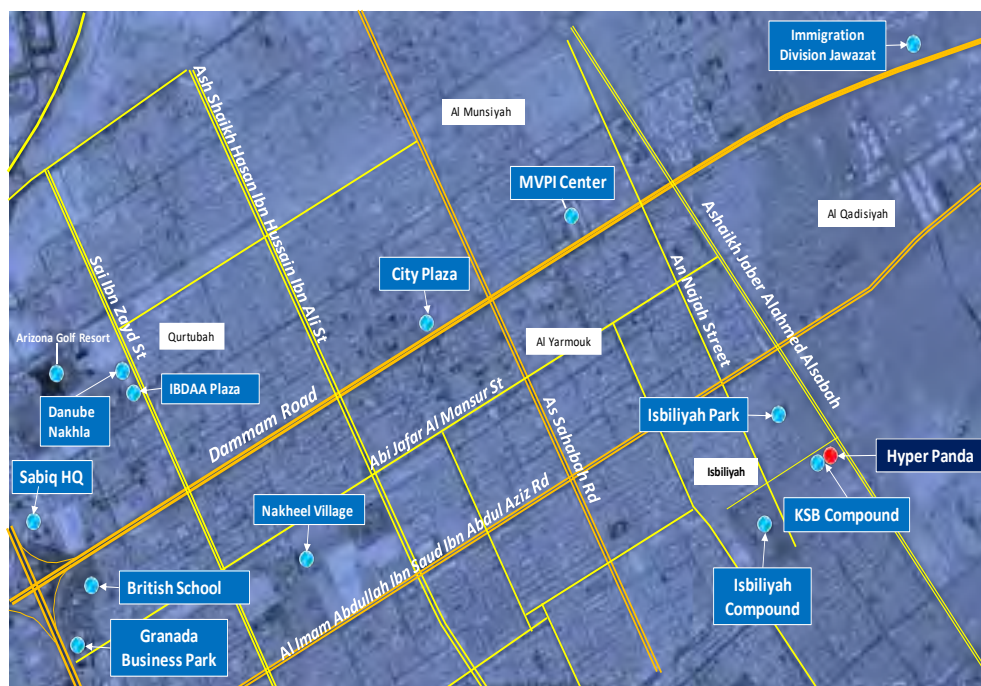 Immigration
Division Jawazat
Ash Shaikh Hasan Ibn Hussain Ibn Ali St
Al Munsiyah
MVPI Center
Al Qadisiyah
Ashaikh Jaber Alahmed Alsabah
An Najah Street
Sai Ibn Zayd St
City Plaza
Qurtubah
Arizona Golf Resort
Al Yarmouk
IBDAA Plaza
Danube
Nakhla
Dammam Road
Abi Jafar Al Mansur St
As Sahabah Rd
Isbiliyah Park
Hyper Panda
Isbiliyah
Sabiq HQ
Nakheel Village
KSB Compound
Al Imam Abdullah Ibn Saud Ibn Abdul Aziz Rd
British School
Isbiliyah
Compound
Granada
Business Park